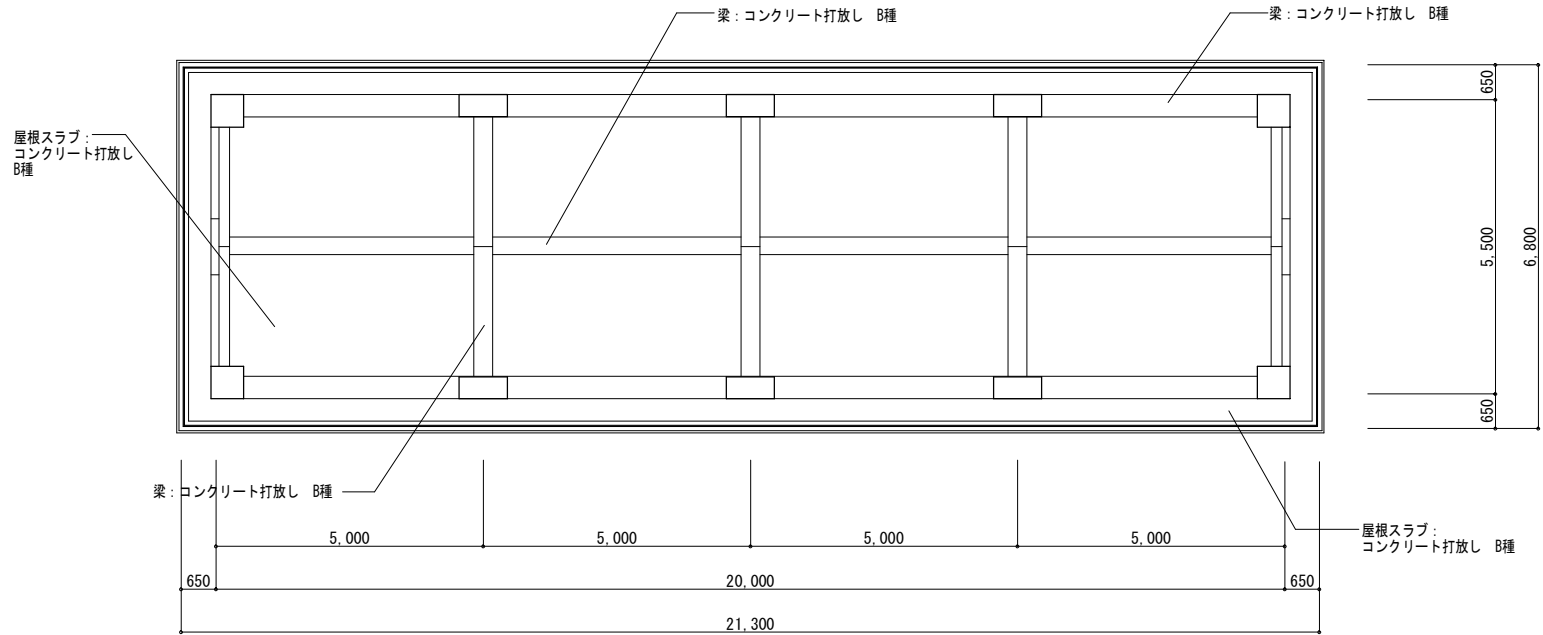 梁：コンクリート打放し　B種
梁：コンクリート打放し　B種
屋根スラブ：
コンクリート打放し
B種
650
5,500
6,800
650
梁：コンクリート打放し　B種
屋根スラブ：
コンクリート打放し　B種
5,000
5,000
5,000
5,000
650
20,000
650
21,300